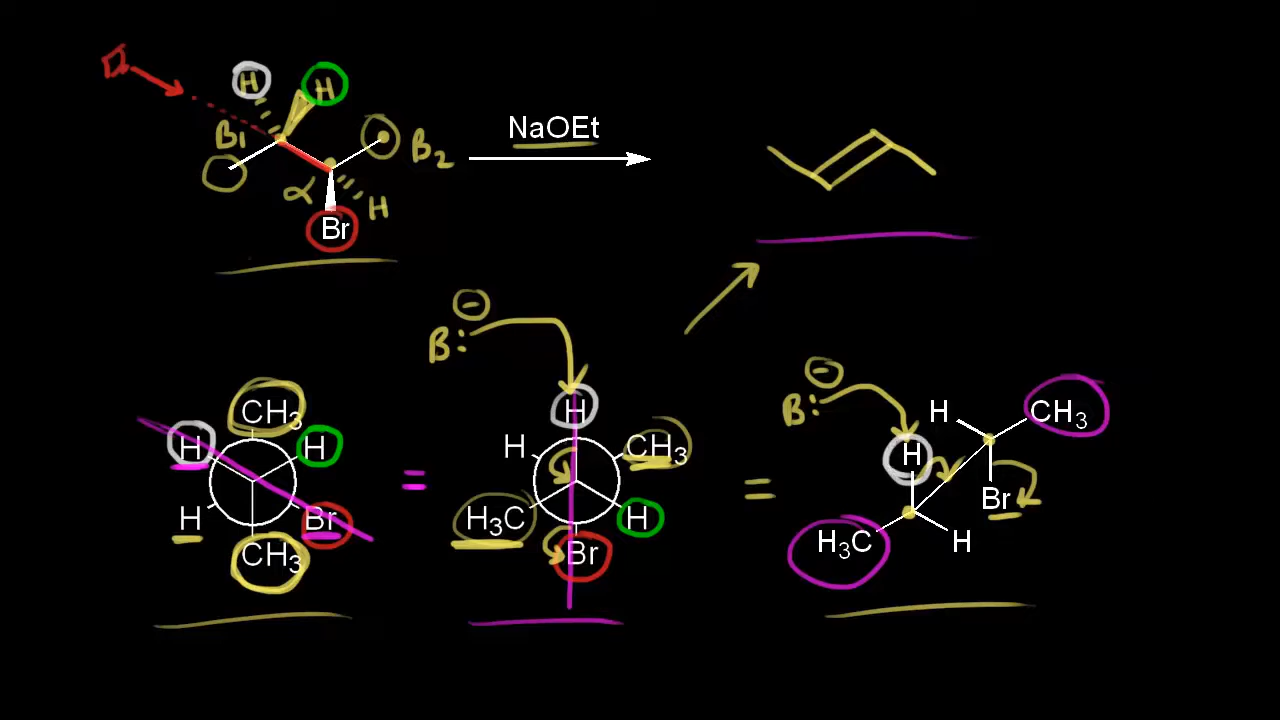 H H
NaOEt
B1 B2
α H
Br
B: ⊖
B: ⊖
CH3 H H CH3
H H H CH3 H
= =
H Br H3C H Br
CH3 Br H3C H